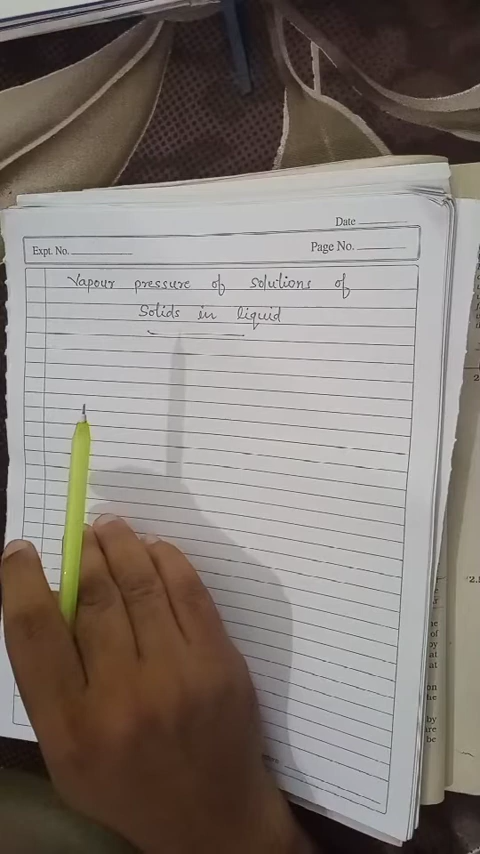 Date
Expt. No.
Page No.
Vapour pressure of solutions of
Solids in liquid